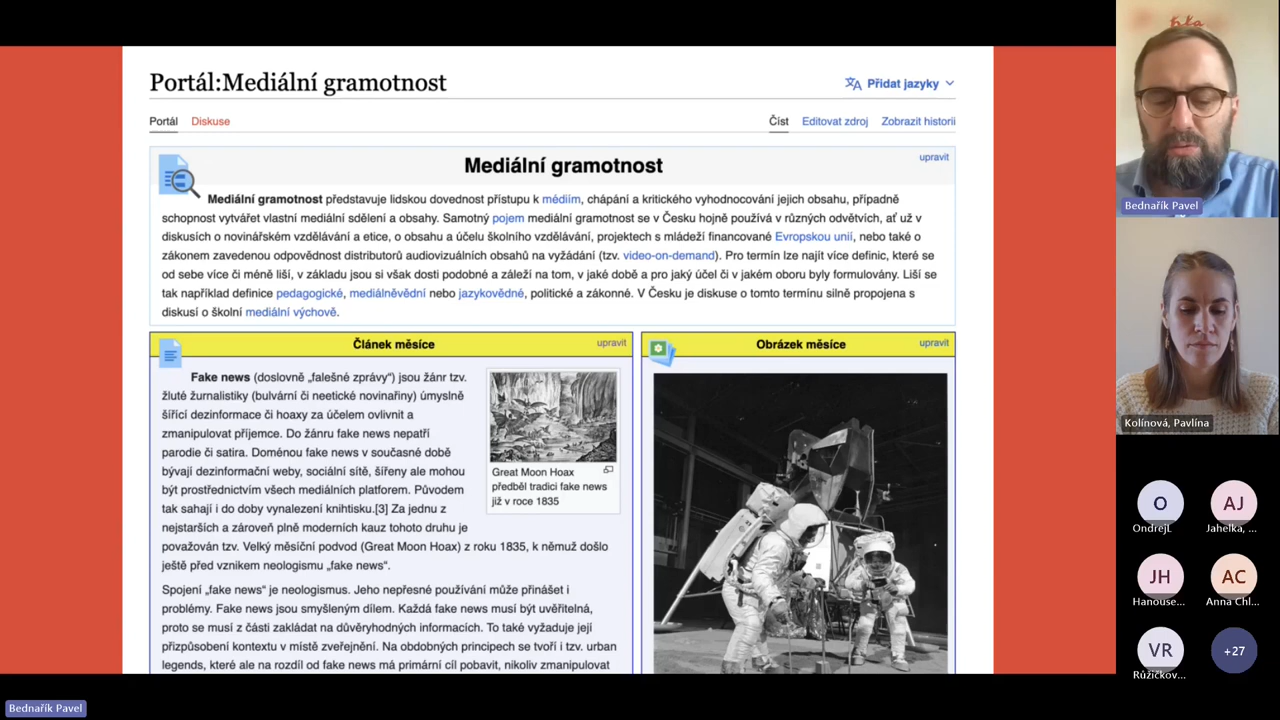 Portál:Mediální gramotnost
Přidat jazyky
Portál Diskuse
Číst Editovat zdroj Zobrazit historii
Mediální gramotnost
upravit
Mediální gramotnost představuje lidskou dovednost přístupu k médiím, chápání a kritického vyhodnocování jejich obsahu, případně
schopnost vytvářet vlastní mediální sdělení a obsahy. Samotný pojem mediální gramotnost se v Česku hojně používá v různých odvětvích, ať už v
diskusích o novinářském vzdělávání a etice, o obsahu a účelu školního vzdělávání, projektech s mládeží financované Evropskou unií, nebo také o
zákonem zavedenou odpovědnost distributorů audiovizuálních obsahů na vyžádání (tzv. video-on-demand). Pro termín lze najít více definic, které se
od sebe více či méně liší, v základu jsou si však dosti podobné a záleží na tom, v jaké době a pro jaký účel či v jakém oboru byly formulovány. Liší se
tak například definice pedagogické, mediálněvědní nebo jazykovědné, politické a zákonné. V Česku je diskuse o tomto termínu silně propojena s
diskusí o školní mediální výchově.
Článek měsíce
upravit
Fake news (doslovně „falešné zprávy“) jsou žánr tzv.
žluté žurnalistiky (bulvární či neetické novinařiny) úmyslně
šířící dezinformace či hoaxy za účelem ovlivnit a
zmanipulovat příjemce. Do žánru fake news nepatří
parodie či satira. Doménou fake news v současné době
bývají dezinformační weby, sociální sítě, šířeny ale mohou
být prostřednictvím všech mediálních platforem. Původem
tak sahají i do doby vynalezení knihtisku.[3] Za jednu z
nejstarších a zároveň plně moderních kauz tohoto druhu je
považován tzv. Velký měsíční podvod (Great Moon Hoax) z roku 1835, k němuž došlo
ještě před vznikem neologismu „fake news“.
Spojení „fake news“ je neologismus. Jeho nepřesné používání může přinášet i
problémy. Fake news jsou smyšleným dílem. Každá fake news musí být uvěřitelná,
proto se musí z části zakládat na důvěryhodných informacích. To také vyžaduje její
přizpůsobení kontextu v místě zveřejnění. Na obdobných principech se tvoří i tzv. urban
legends, které ale na rozdíl od fake news má primární cíl pobavit, nikoliv zmanipulovat
Great Moon Hoax
předběl tradici fake news
již v roce 1835
Obrázek měsíce
upravit
Bednařík Pavel
Kolínová, Pavlína
O
OndrejL
AJ
Jahelka, ...
JH
Hanouse...
AC
Anna Chl...
VR
Růžičkov...
+27
Bednařík Pavel